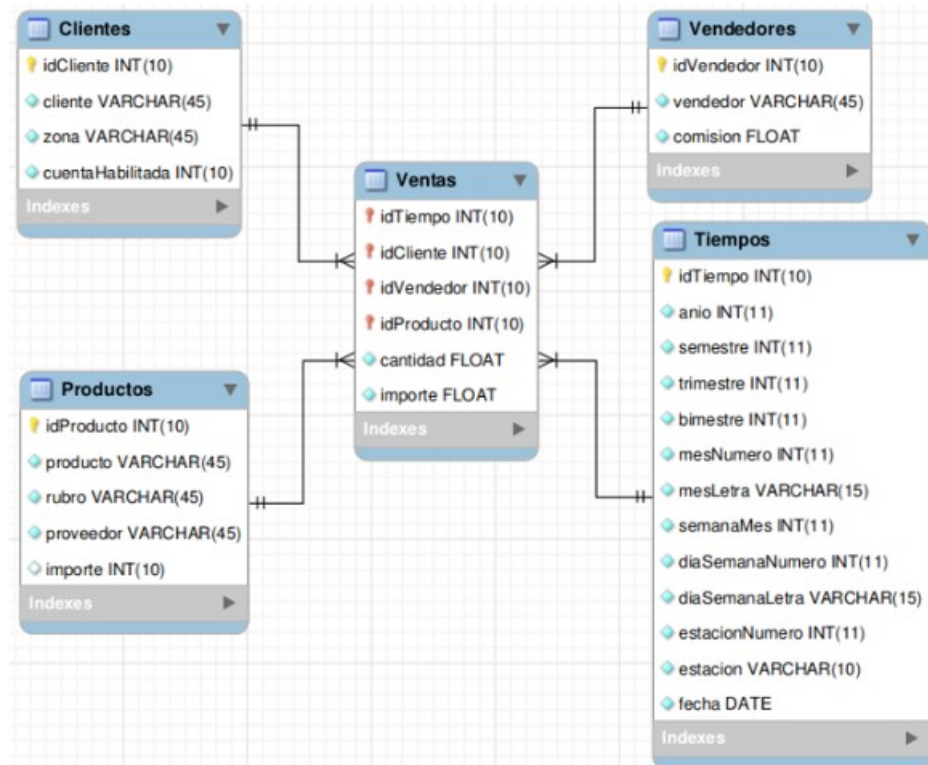 Clientes
idCliente INT(10)
cliente VARCHAR(45)
zona VARCHAR(45)
cuentaHabilitada INT(10)
Indexes
Vendedores
idVendedor INT(10)
vendedor VARCHAR(45)
comision FLOAT
Indexes
Ventas
idTiempo INT(10)
idCliente INT(10)
idVendedor INT(10)
idProducto INT(10)
cantidad FLOAT
importe FLOAT
Indexes
Productos
idProducto INT(10)
producto VARCHAR(45)
rubro VARCHAR(45)
proveedor VARCHAR(45)
importe INT(10)
Indexes
Tiempos
idTiempo INT(10)
anio INT(11)
semestre INT(11)
trimestre INT(11)
bimestre INT(11)
mesNumero INT(11)
mesLetra VARCHAR(15)
semanaMes INT(11)
diaSemanaNumero INT(11)
diaSemanaLetra VARCHAR(15)
estacionNumero INT(11)
estacion VARCHAR(10)
fecha DATE
Indexes